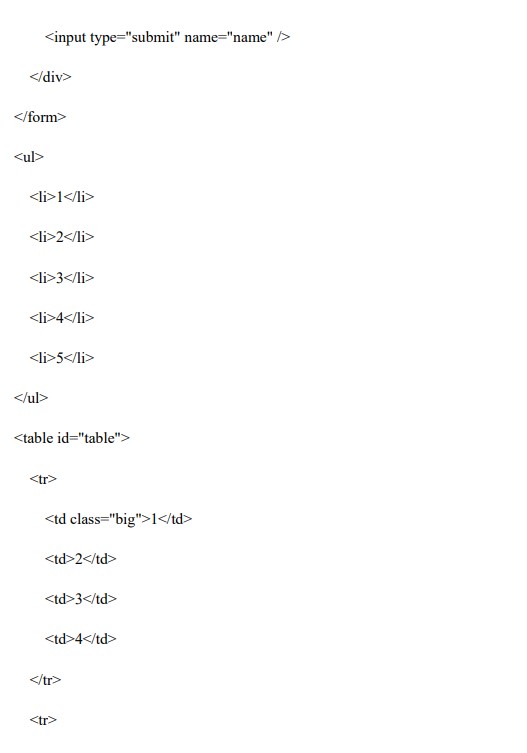 <input type="submit" name="name" />
</div>
</form>
<ul>
<li>1</li>
<li>2</li>
<li>3</li>
<li>4</li>
<li>5</li>
</ul>
<table id="table">
<tr>
<td class="big">1</td>
<td>2</td>
<td>3</td>
<td>4</td>
</tr>
<tr>